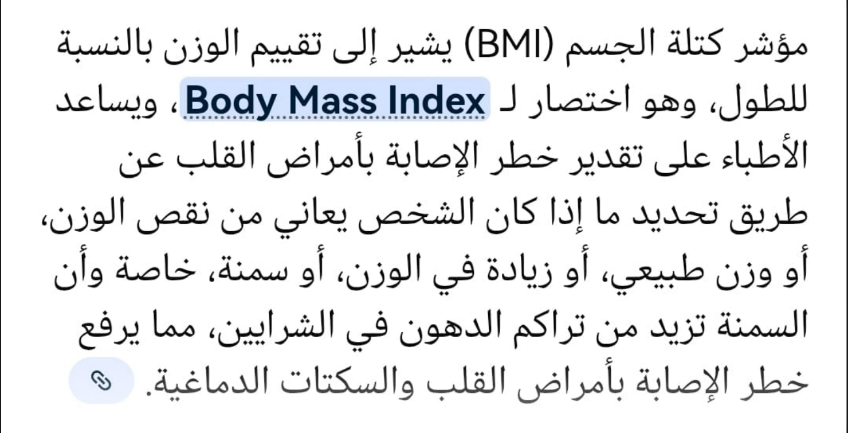 مؤشر كتلة الجسم (BMI) يشير إلى تقييم الوزن بالنسبة
للطول، وهو اختصار لـ Body Mass Index، ويساعد
الأطباء على تقدير خطر الإصابة بأمراض القلب عن
طريق تحديد ما إذا كان الشخص يعاني من نقص الوزن،
أو وزن طبيعي، أو زيادة في الوزن، أو سمنة، خاصة وأن
السمنة تزيد من تراكم الدهون في الشرايين، مما يرفع
خطر الإصابة بأمراض القلب والسكتات الدماغية.